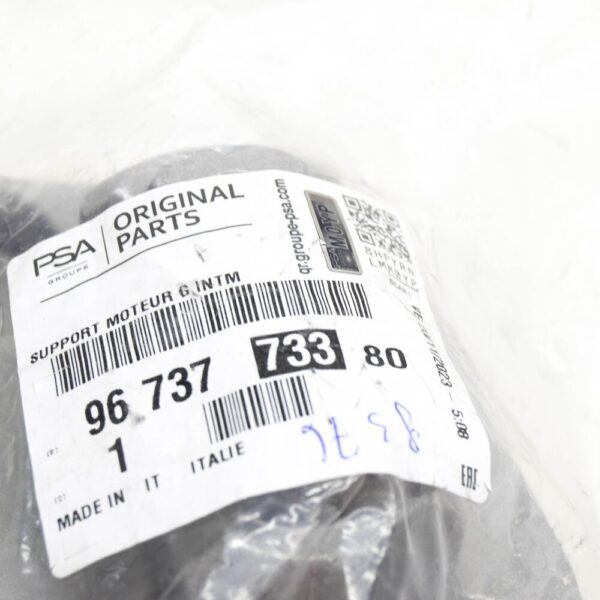 PSA
GROUPE
ORIGINAL
PARTS
qr.groupe-psa.com
SUPPORT MOTEUR G INTM
96 737 733 80
1
MADE IN IT ITALIE
EAC